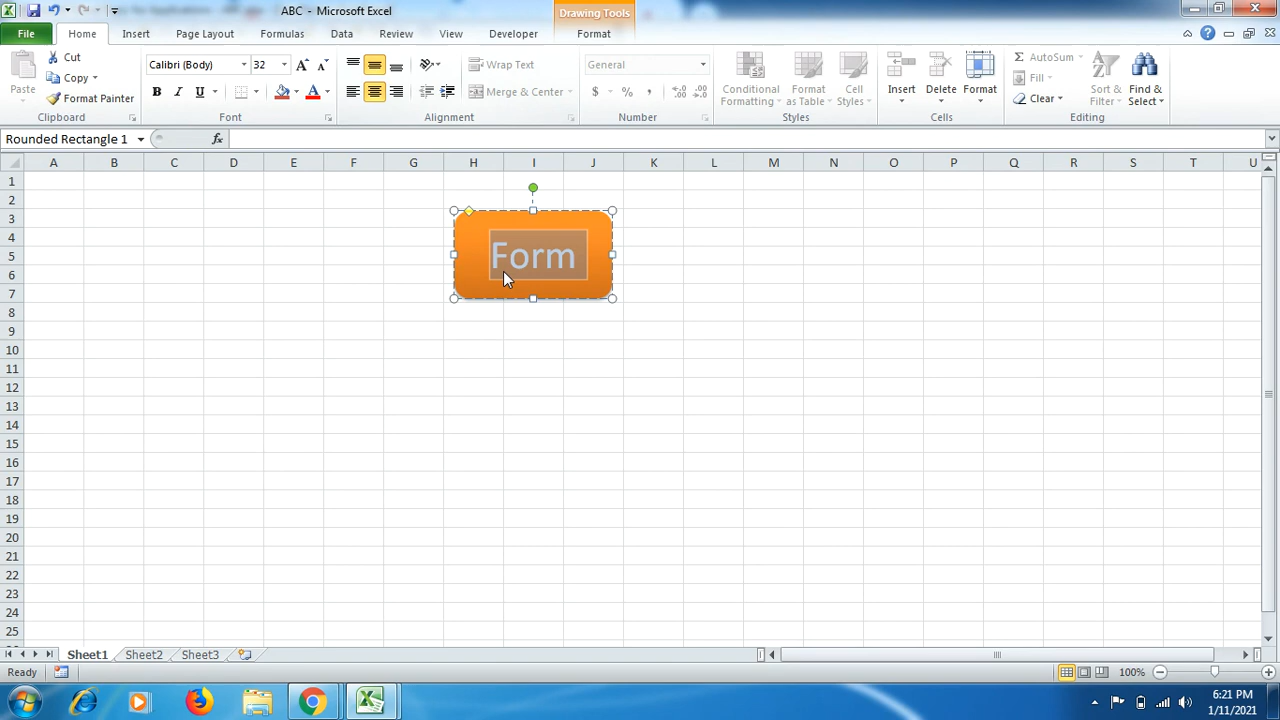 ABC - Microsoft Excel
Drawing Tools
File Home Insert Page Layout Formulas Data Review View Developer Format
Cut
Copy
Format Painter
Paste
Clipboard
Calibri (Body) 32
B I U
Font
Wrap Text
Merge & Center
Alignment
General
$ % ,
Number
Conditional Formatting
Format as Table
Cell Styles
Styles
Insert
Delete
Format
Cells
AutoSum
Fill
Clear
Sort & Filter
Find & Select
Editing
Rounded Rectangle 1
fx
A B C D E F G H I J K L M N O P Q R S T U
1
2
3
4
5
6
7
8
9
10
11
12
13
14
15
16
17
18
19
20
21
22
23
24
25
Form
Sheet1 Sheet2 Sheet3
Ready
100%
6:21 PM
1/11/2021